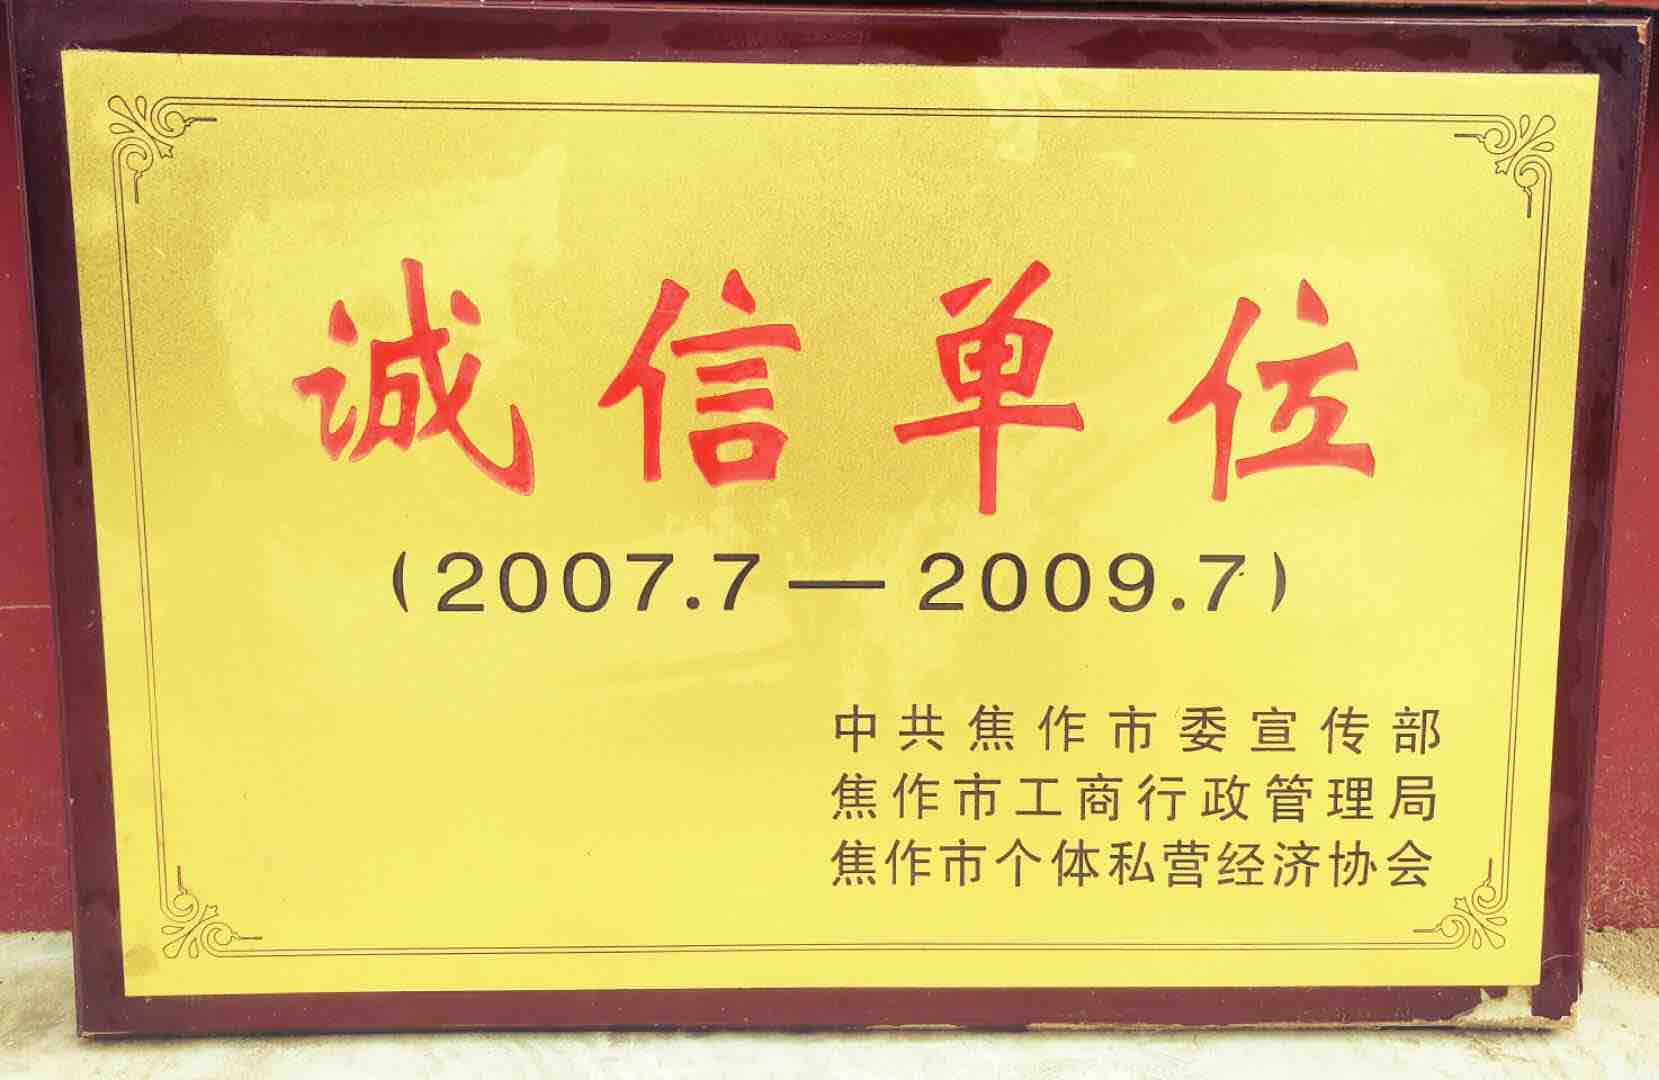 诚信单位
（2007.7—2009.7）
中共焦作市委宣传部
焦作市工商行政管理局
焦作市个体私营经济协会